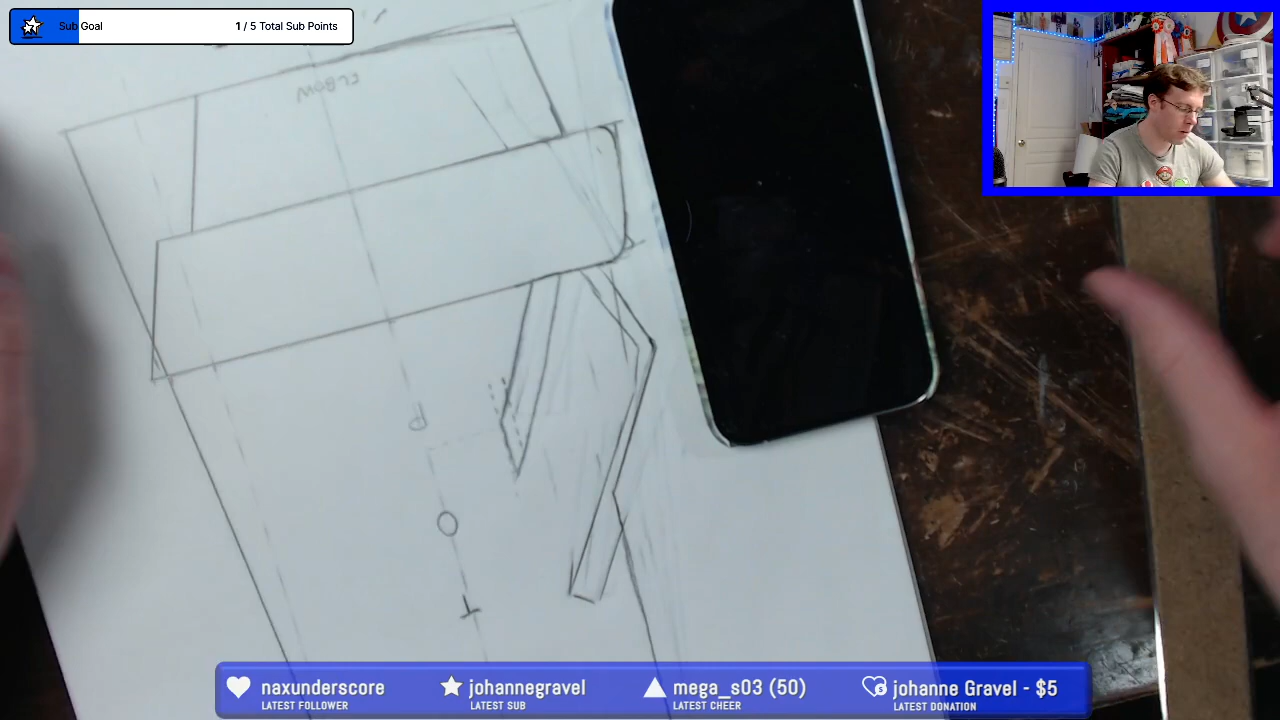 Sub Goal 1 / 5 Total Sub Points
ELBOW
P
O
T
naxunderscore
LATEST FOLLOWER
johannegravel
LATEST SUB
mega_s03 (50)
LATEST CHEER
johanne Gravel - $5
LATEST DONATION